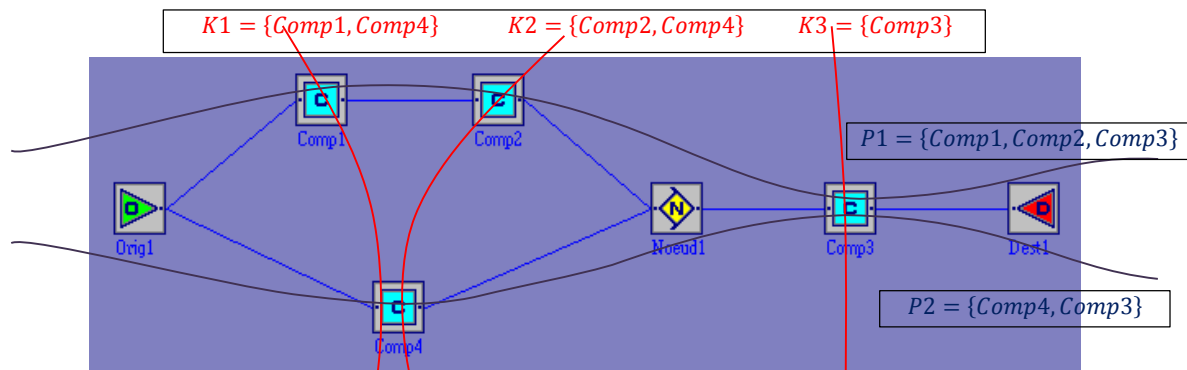 K1 = {Comp1, Comp4} K2 = {Comp2, Comp4} K3 = {Comp3}
C C
Comp1 Comp2
P1 = {Comp1, Comp2, Comp3}
O N C D
Orig1 Noeud1 Comp3 Dest1
C
P2 = {Comp4, Comp3}
Comp4